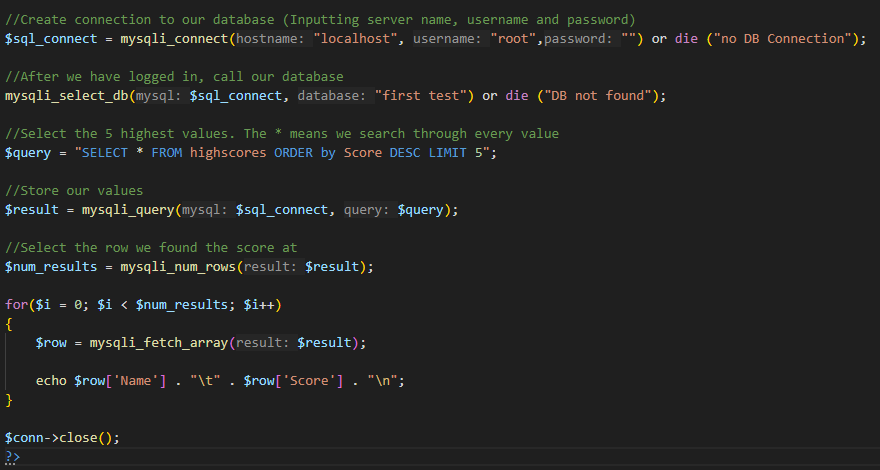 //Create connection to our database (Inputting server name, username and password)
$sql_connect = mysqli_connect(hostname: "localhost", username: "root",password: "") or die ("no DB Connection");
//After we have logged in, call our database
mysqli_select_db(mysql: $sql_connect, database: "first test") or die ("DB not found");
//Select the 5 highest values. The * means we search through every value
$query = "SELECT * FROM highscores ORDER by Score DESC LIMIT 5";
//Store our values
$result = mysqli_query(mysql: $sql_connect, query: $query);
//Select the row we found the score at
$num_results = mysqli_num_rows(result: $result);
for($i = 0; $i < $num_results; $i++)
{
    $row = mysqli_fetch_array(result: $result);
    echo $row['Name'] . "\t" . $row['Score'] . "\n";
}
$conn->close();
?>